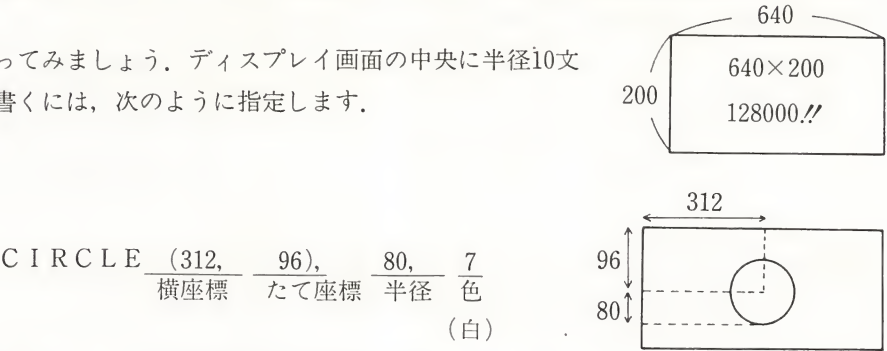 ってみましょう．ディスプレイ画面の中央に半径10文
書くには，次のように指定します．
640
200
640×200
128000.!!
CIRCLE (312, 96), 80, 7
横座標 たて座標 半径 色
(白)
312
96
80